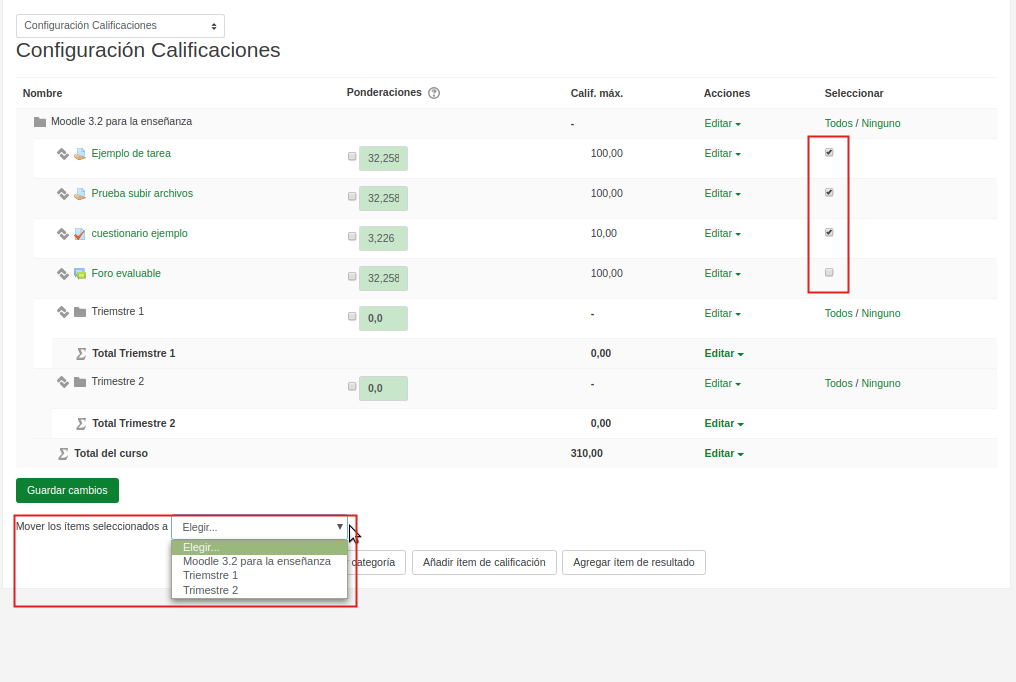 Configuración Calificaciones
Configuración Calificaciones
Nombre Ponderaciones ? Calif. máx. Acciones Seleccionar
Moodle 3.2 para la enseñanza - Editar Todos / Ninguno
Ejemplo de tarea 32,258 100,00 Editar
Prueba subir archivos 32,258 100,00 Editar
cuestionario ejemplo 3,226 10,00 Editar
Foro evaluable 32,258 100,00 Editar
Triemstre 1 0,0 - Editar Todos / Ninguno
Σ Total Triemstre 1 0,00 Editar
Trimestre 2 0,0 - Editar Todos / Ninguno
Σ Total Trimestre 2 0,00 Editar
Σ Total del curso 310,00 Editar
Guardar cambios
Mover los ítems seleccionados a Elegir...
Elegir...
Moodle 3.2 para la enseñanza
Triemstre 1
Trimestre 2
categoría Añadir ítem de calificación Agregar ítem de resultado